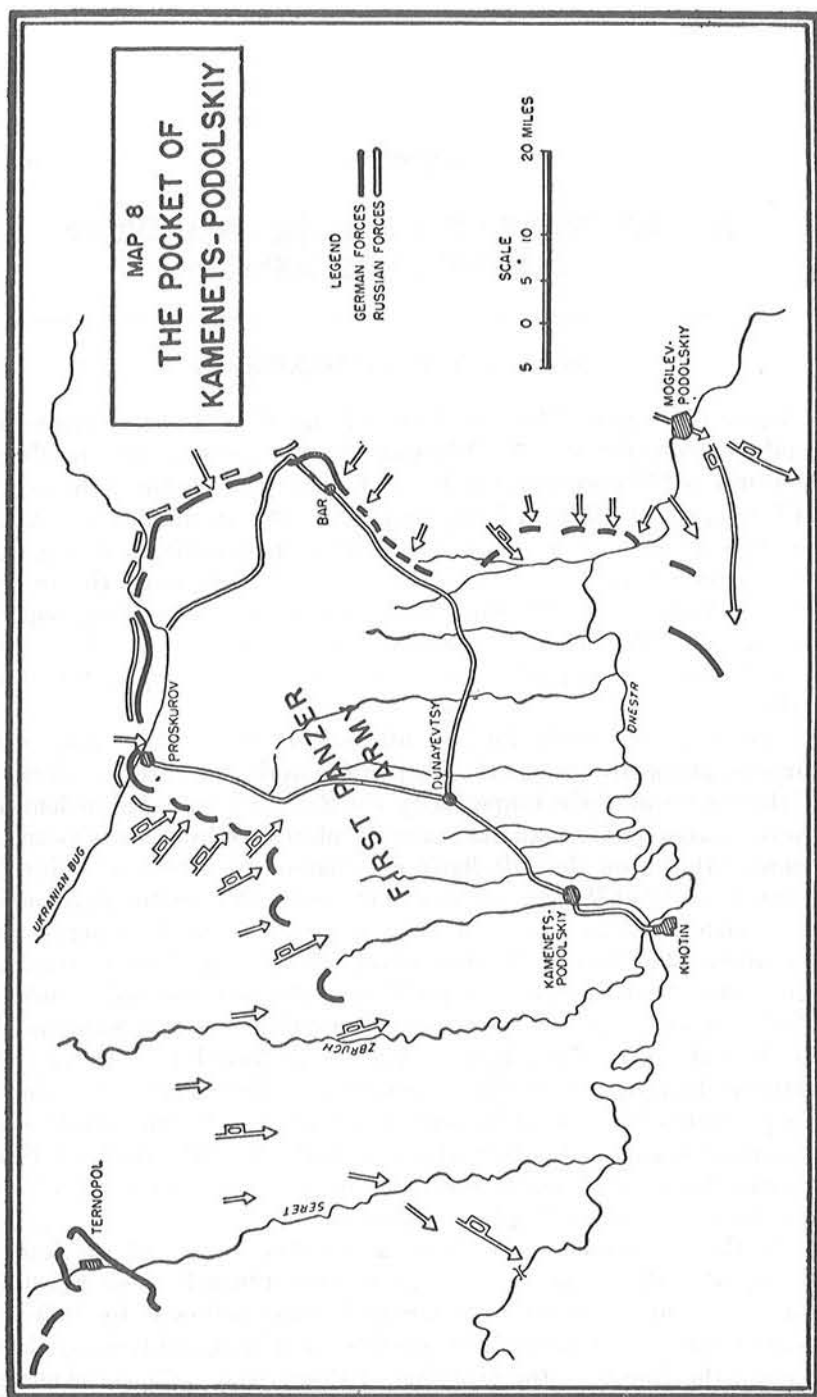 MAP 8
THE POCKET OF
KAMENETS-PODOLSKIY
LEGEND
GERMAN FORCES
RUSSIAN FORCES
SCALE
5 0 5 10 20 MILES
UKRANIAN BUG
PROSKUROV
BAR
TERNOPOL
FIRST PANZER
ARMY
DUNAYEVTSY
ZBRUCH
SERET
KAMENETS-
PODOLSKIY
KHOTIN
DNESTR
MOGILEV-
PODOLSKIY